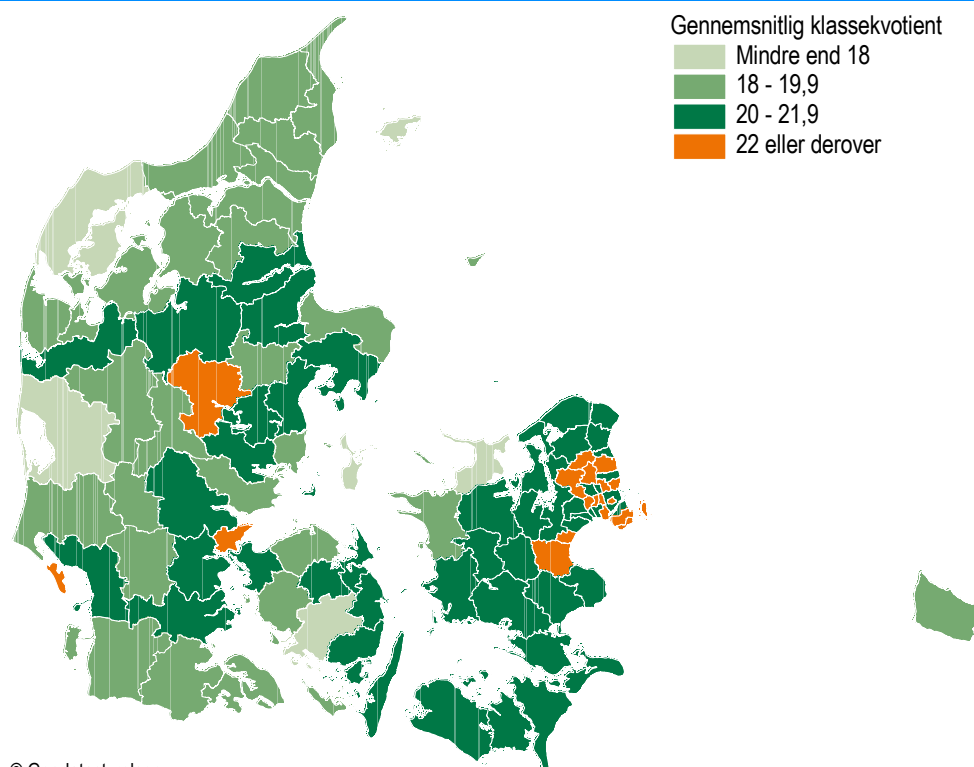 Gennemsnitlig klassekvotient
Mindre end 18
18 - 19,9
20 - 21,9
22 eller derover